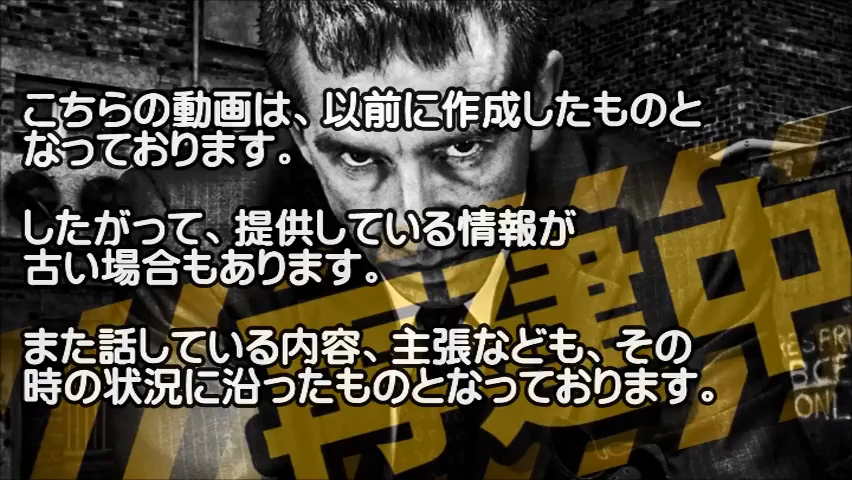 こちらの動画は、以前に作成したものと
なっております。
したがって、提供している情報が
古い場合もあります。
また話している内容、主張なども、その
時の状況に沿ったものとなっております。
再建中
ONLY